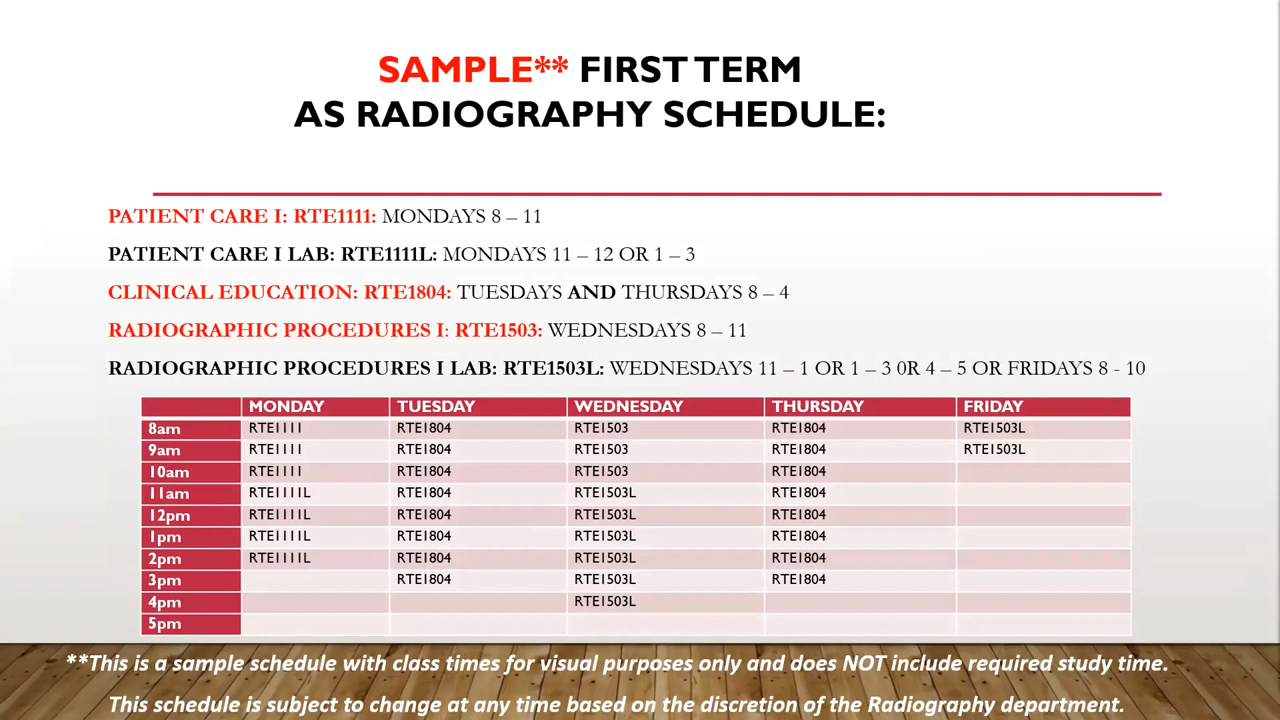 SAMPLE** FIRST TERM
AS RADIOGRAPHY SCHEDULE:
PATIENT CARE I: RTE1111: MONDAYS 8 – 11
PATIENT CARE I LAB: RTE1111L: MONDAYS 11 – 12 OR 1 – 3
CLINICAL EDUCATION: RTE1804: TUESDAYS AND THURSDAYS 8 – 4
RADIOGRAPHIC PROCEDURES I: RTE1503: WEDNESDAYS 8 – 11
RADIOGRAPHIC PROCEDURES I LAB: RTE1503L: WEDNESDAYS 11 – 1 OR 1 – 3 0R 4 – 5 OR FRIDAYS 8 - 10
MONDAY TUESDAY WEDNESDAY THURSDAY FRIDAY
8am RTE1111 RTE1804 RTE1503 RTE1804 RTE1503L
9am RTE1111 RTE1804 RTE1503 RTE1804 RTE1503L
10am RTE1111 RTE1804 RTE1503 RTE1804
11am RTE1111L RTE1804 RTE1503L RTE1804
12pm RTE1111L RTE1804 RTE1503L RTE1804
1pm RTE1111L RTE1804 RTE1503L RTE1804
2pm RTE1111L RTE1804 RTE1503L RTE1804
3pm RTE1804 RTE1503L RTE1804
4pm RTE1503L
5pm
**This is a sample schedule with class times for visual purposes only and does NOT include required study time.
This schedule is subject to change at any time based on the discretion of the Radiography department.